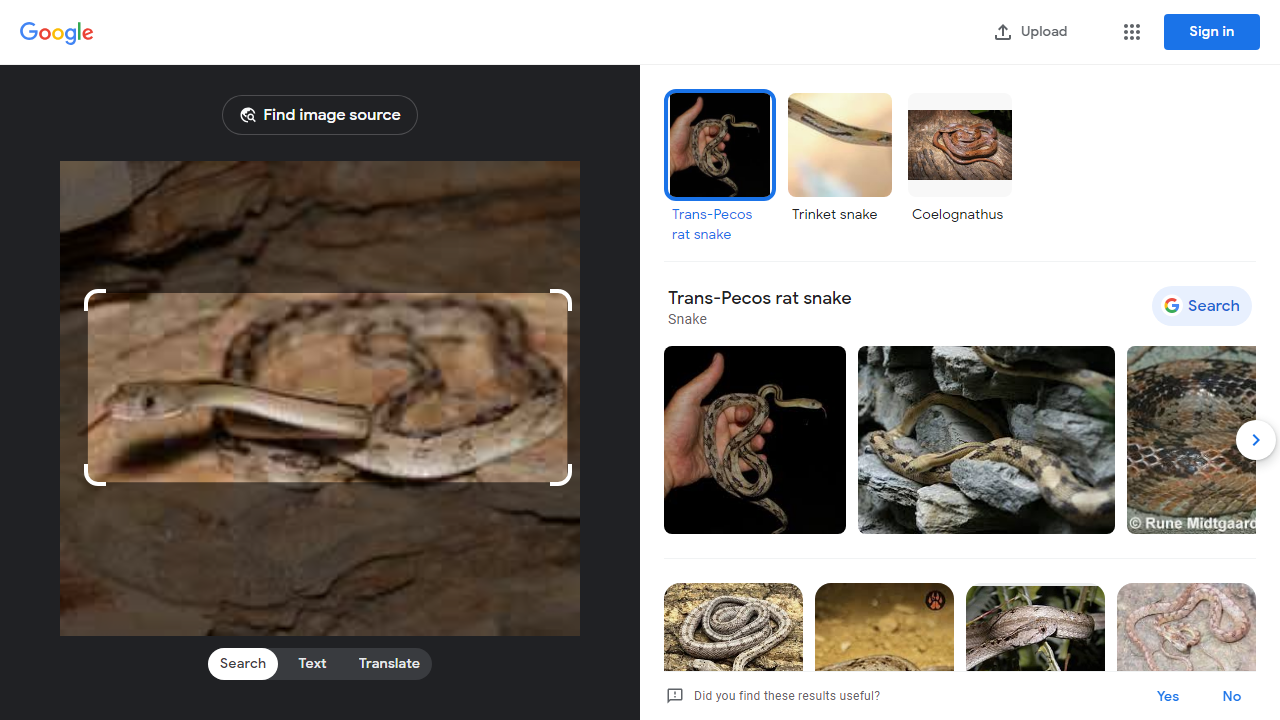 Google
Upload
Sign in
Find image source
Trans-Pecos
rat snake
Trinket snake
Coelognathus
Trans-Pecos rat snake
Snake
Search
© Rune Midtgaard
Search
Text
Translate
Did you find these results useful?
Yes
No